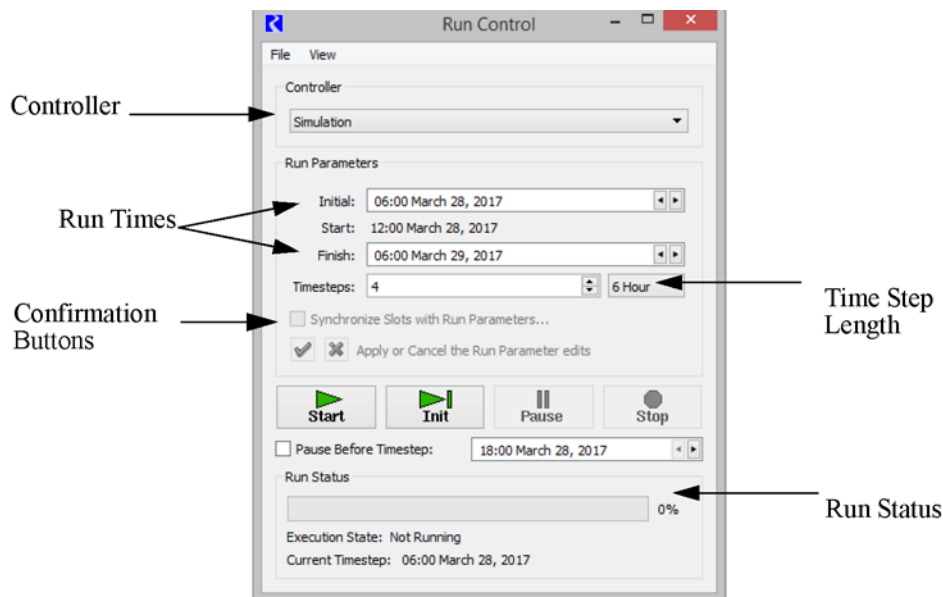 Run Control
File View
Controller
Controller
Simulation
Run Parameters
Run Times
Initial: 06:00 March 28, 2017
Start: 12:00 March 28, 2017
Finish: 06:00 March 29, 2017
Timesteps: 4 6 Hour
Time Step
Length
Confirmation
Buttons
Synchronize Slots with Run Parameters...
Apply or Cancel the Run Parameter edits
Start Init Pause Stop
Pause Before Timestep: 18:00 March 28, 2017
Run Status
0%
Run Status
Execution State: Not Running
Current Timestep: 06:00 March 28, 2017